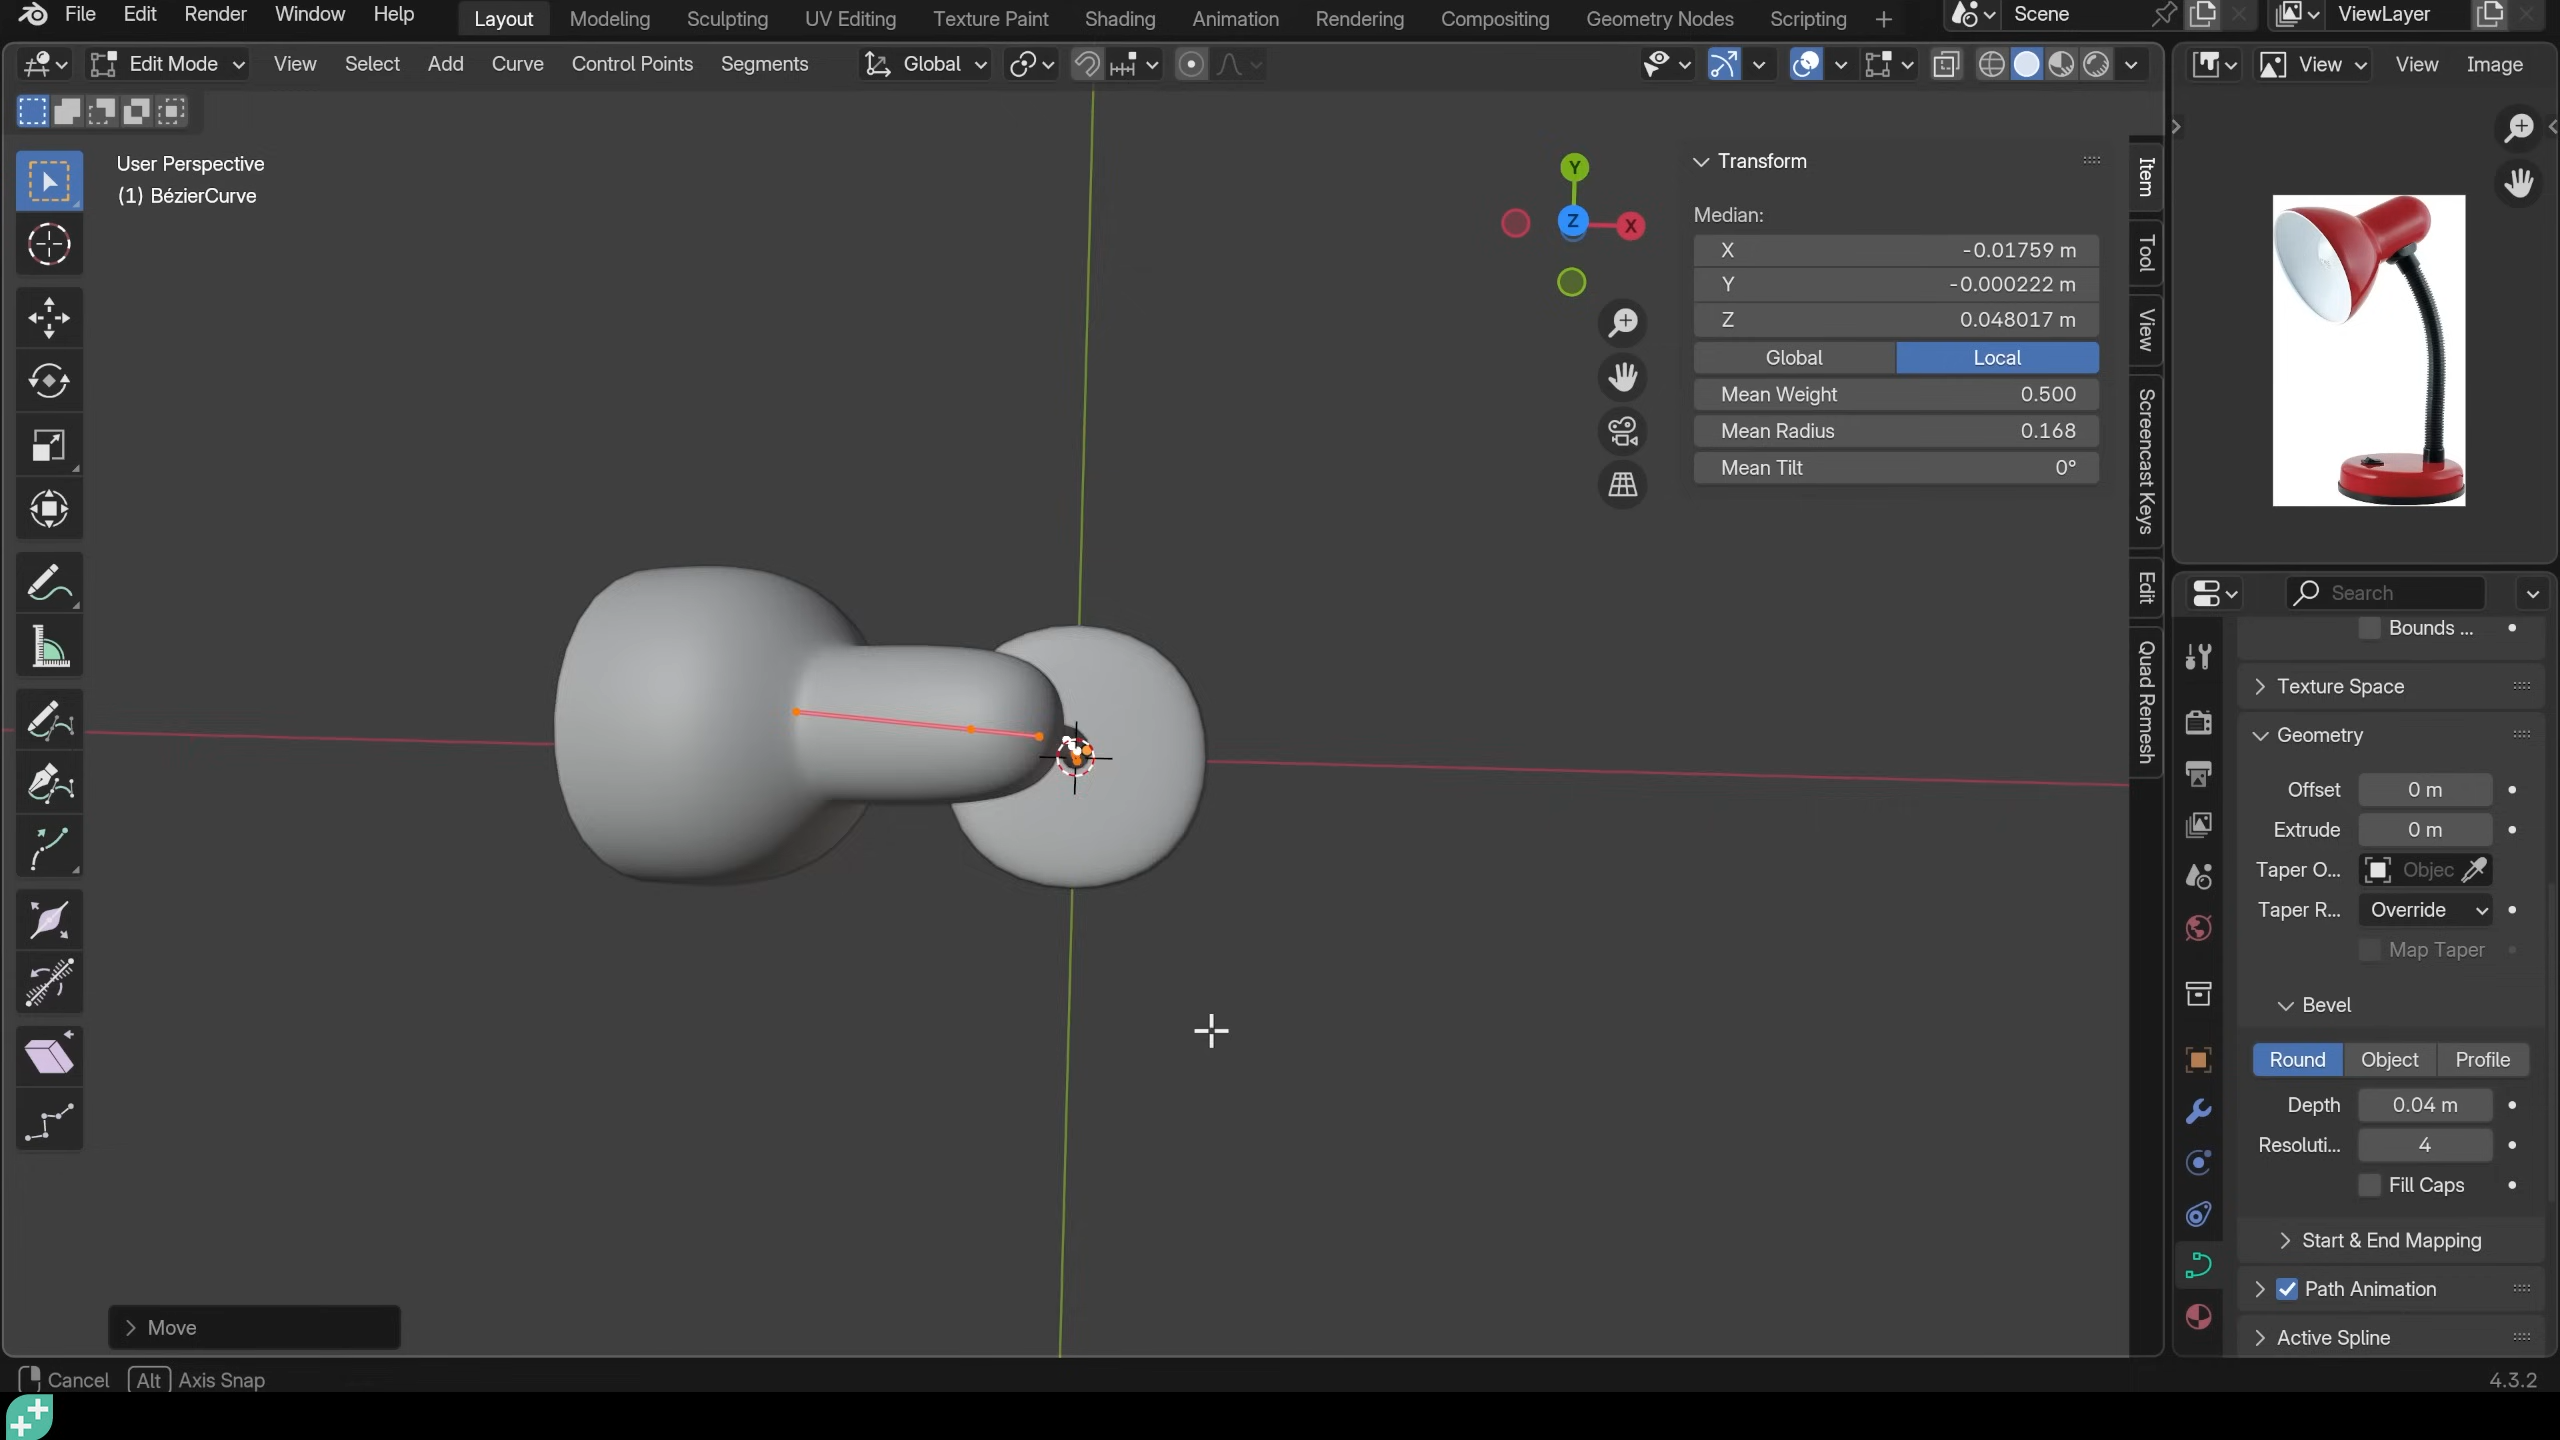 File Edit Render Window Help Layout Modeling Sculpting UV Editing Texture Paint Shading Animation Rendering Compositing Geometry Nodes Scripting + Scene ViewLayer
Edit Mode View Select Add Curve Control Points Segments Global View View Image
User Perspective
(1) BézierCurve
Transform
Median:
X -0.01759 m
Y -0.000222 m
Z 0.048017 m
Global Local
Mean Weight 0.500
Mean Radius 0.168
Mean Tilt 0°
Y
Z
X
Item
Tool
View
Screencast Keys
Edit
Quad Remesh
Search
Bounds ...
Texture Space
Geometry
Offset 0 m
Extrude 0 m
Taper O... Objec
Taper R... Override
Map Taper
Bevel
Round Object Profile
Depth 0.04 m
Resoluti... 4
Fill Caps
Start & End Mapping
Path Animation
Active Spline
Move
Cancel Alt Axis Snap
4.3.2